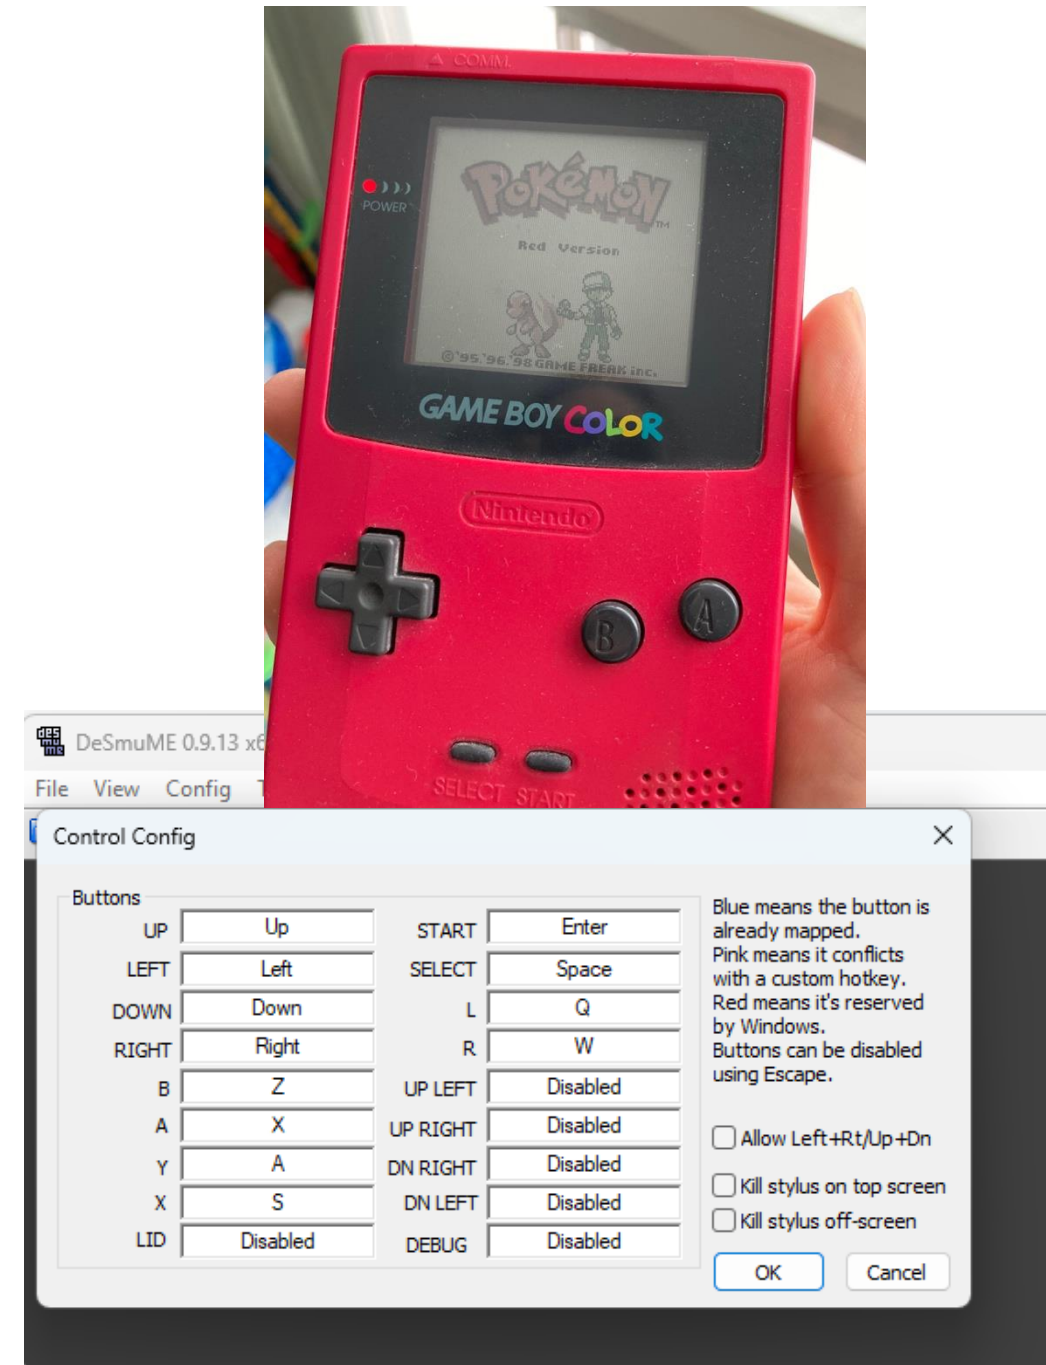 COMM.
POWER
POKéMON
TM
Red Version
©'95.'96.'98 GAME FREAK inc.
GAME BOY COLOR
Nintendo
B
A
SELECT START
DeSmuME 0.9.13
File View Config
Control Config
Buttons
UP Up START Enter
LEFT Left SELECT Space
DOWN Down L Q
RIGHT Right R W
B Z UP LEFT Disabled
A X UP RIGHT Disabled
Y A DN RIGHT Disabled
X S DN LEFT Disabled
LID Disabled DEBUG Disabled
Blue means the button is
already mapped.
Pink means it conflicts
with a custom hotkey.
Red means it's reserved
by Windows.
Buttons can be disabled
using Escape.
Allow Left+Rt/Up+Dn
Kill stylus on top screen
Kill stylus off-screen
OK Cancel